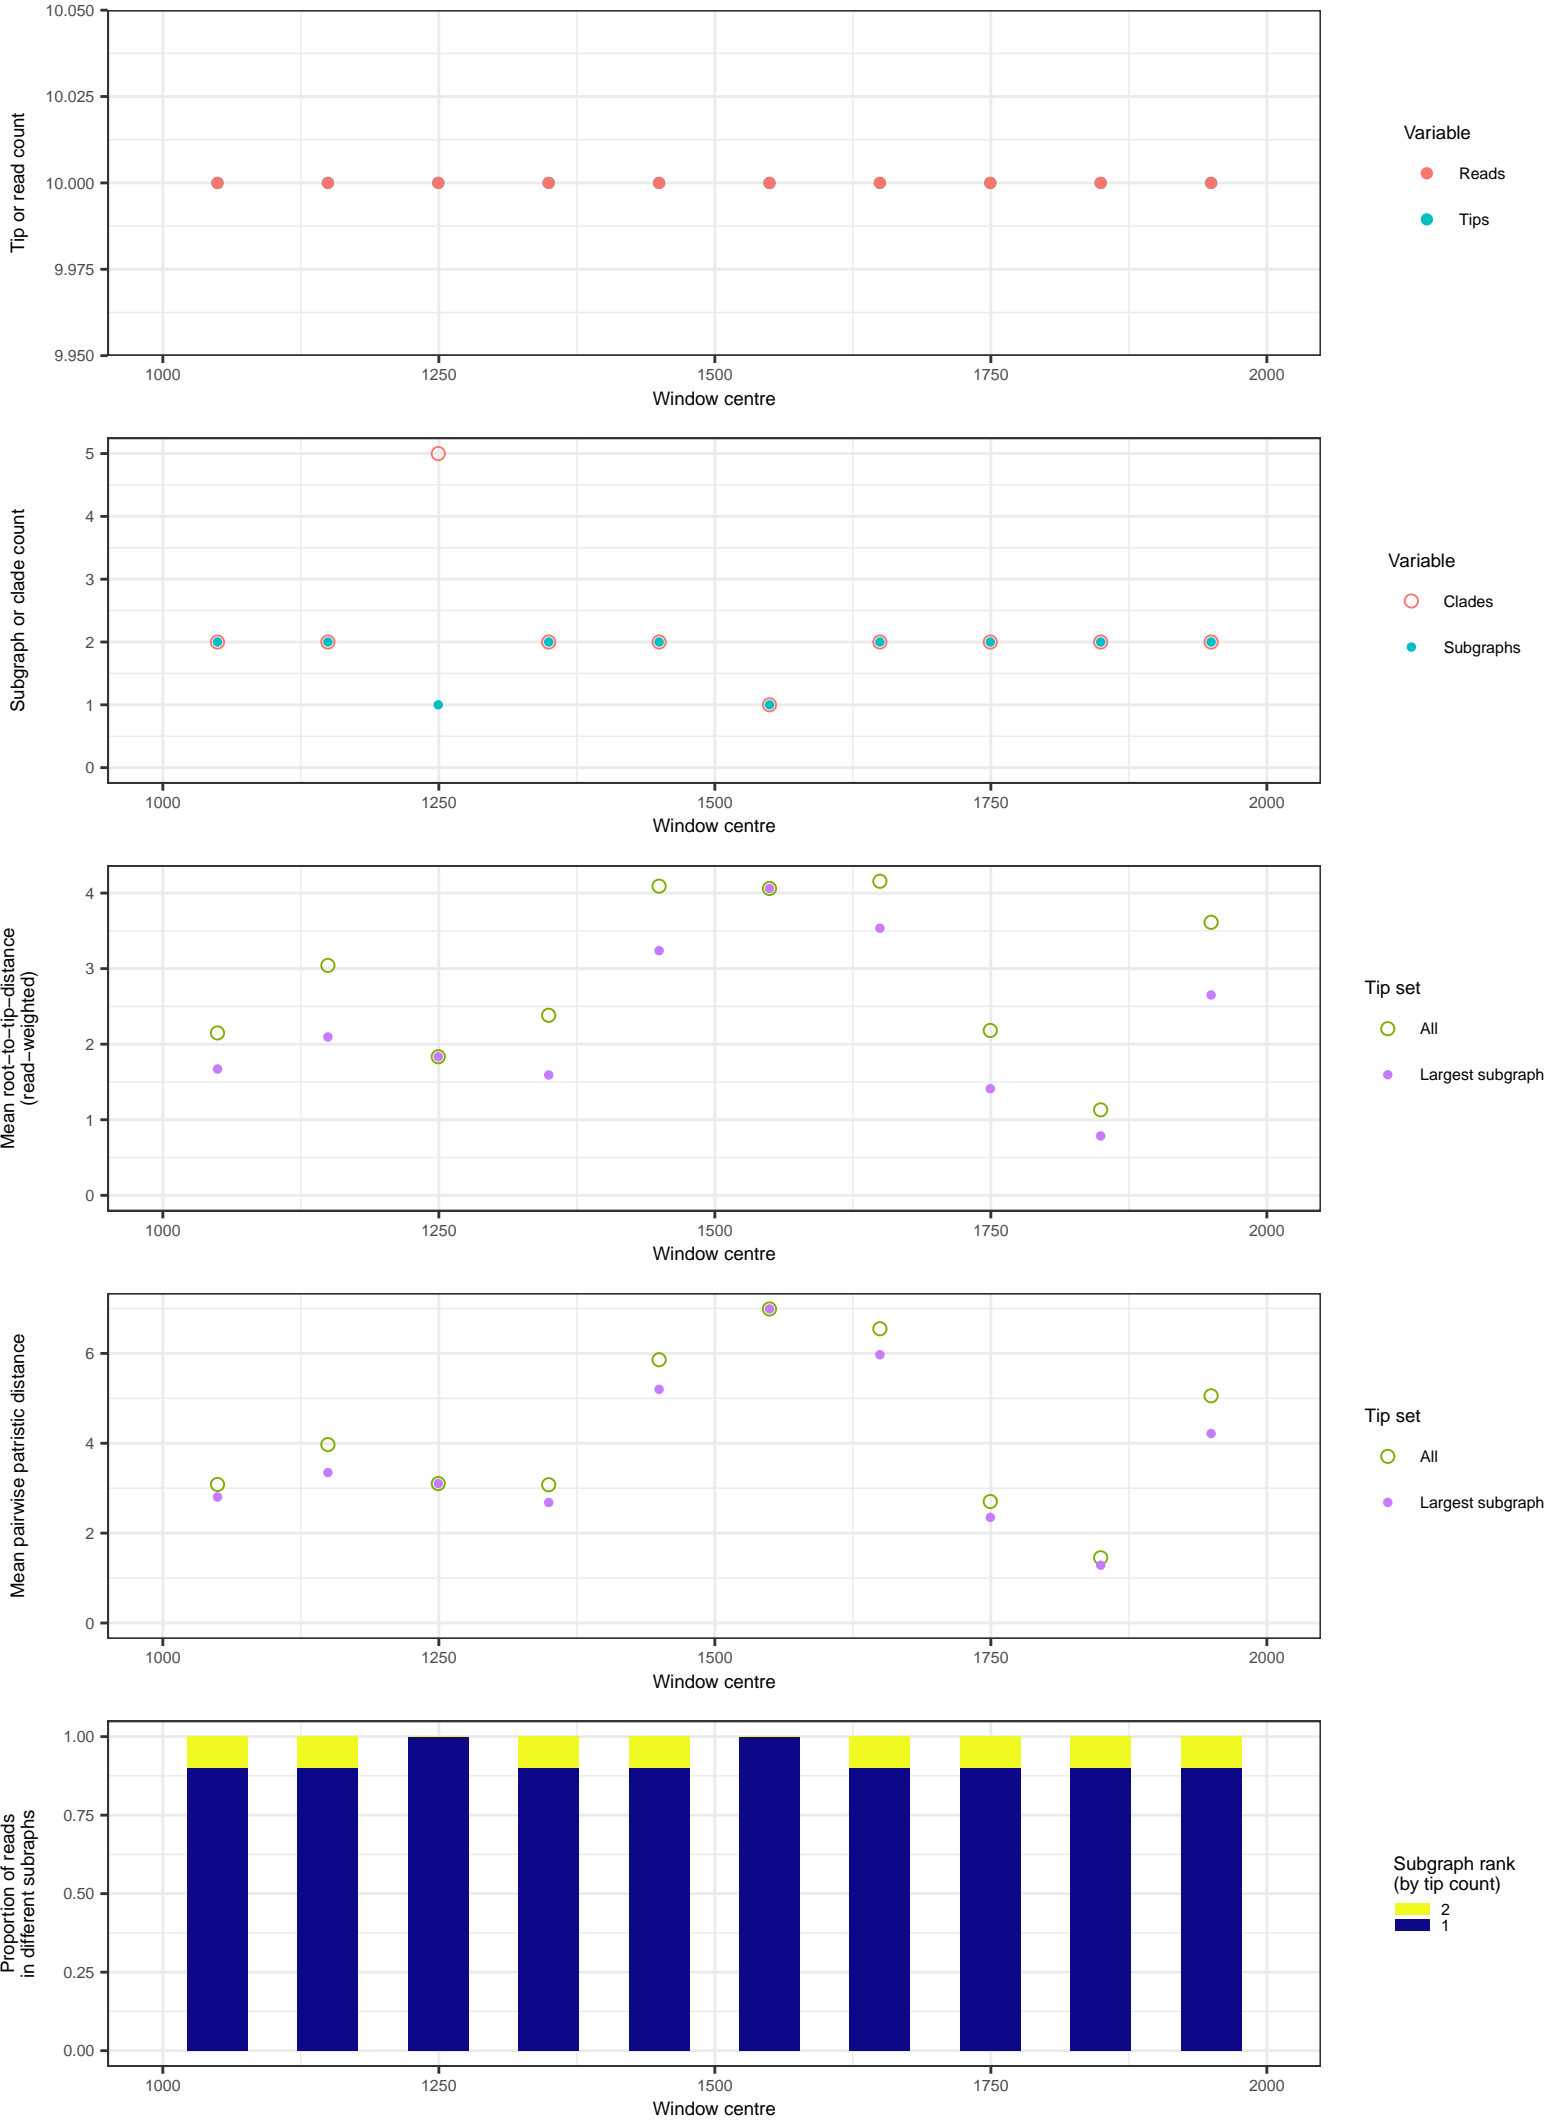 10.050
10.025
10.000
9.975
9.950
Tip or read count
1000 1250 1500 1750 2000
Window centre
Variable
Reads
Tips
5
4
3
2
1
0
Subgraph or clade count
1000 1250 1500 1750 2000
Window centre
Variable
Clades
Subgraphs
4
3
2
1
0
Mean root−to−tip−distance
(read−weighted)
1000 1250 1500 1750 2000
Window centre
Tip set
All
Largest subgraph
6
4
2
0
Mean pairwise patristic distance
1000 1250 1500 1750 2000
Window centre
Tip set
All
Largest subgraph
1.00
0.75
0.50
0.25
0.00
Proportion of reads
in different subraphs
1000 1250 1500 1750 2000
Window centre
Subgraph rank
(by tip count)
2
1